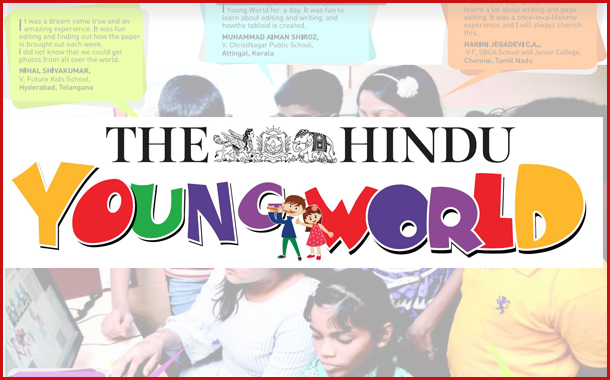 It was a dream come true and an
amazing experience. It was fun
editing and finding out how the paper
is brought out each week.
I did not know that we could get
photos from all over the world.
NIHAL SHIVAKUMAR,
V, Future Kids School,
Hyderabad, Telangana
Young World for a day. It was fun to
learn about editing and writing, and
how the tabloid is created.
MUHAMMAD AIMAN SHIROZ,
V, ChristNagar Public School,
Attingal, Kerala
learnt a lot about writing and page
editing. It was a once-in-a-lifetime
experience and I will always cherish
this.
HARINI JEGADEYI C.A.,
V F, SBOA School and Junior College,
Chennai, Tamil Nadu
THE HINDU
YOUNG WORLD